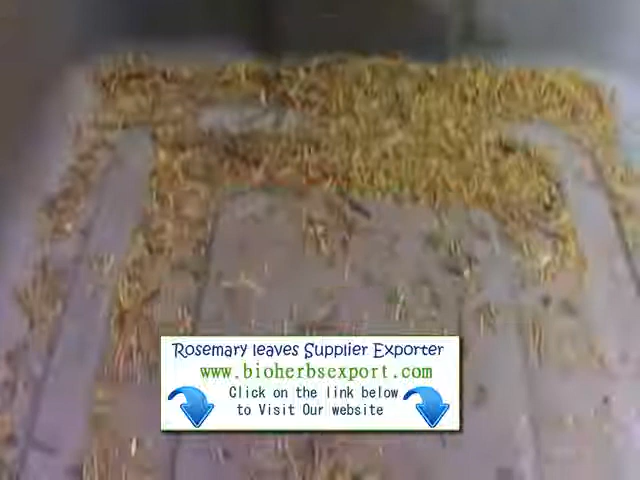 Rosemary leaves Supplier Exporter
www.bioherbsexport.com
Click on the link below
to Visit Our website